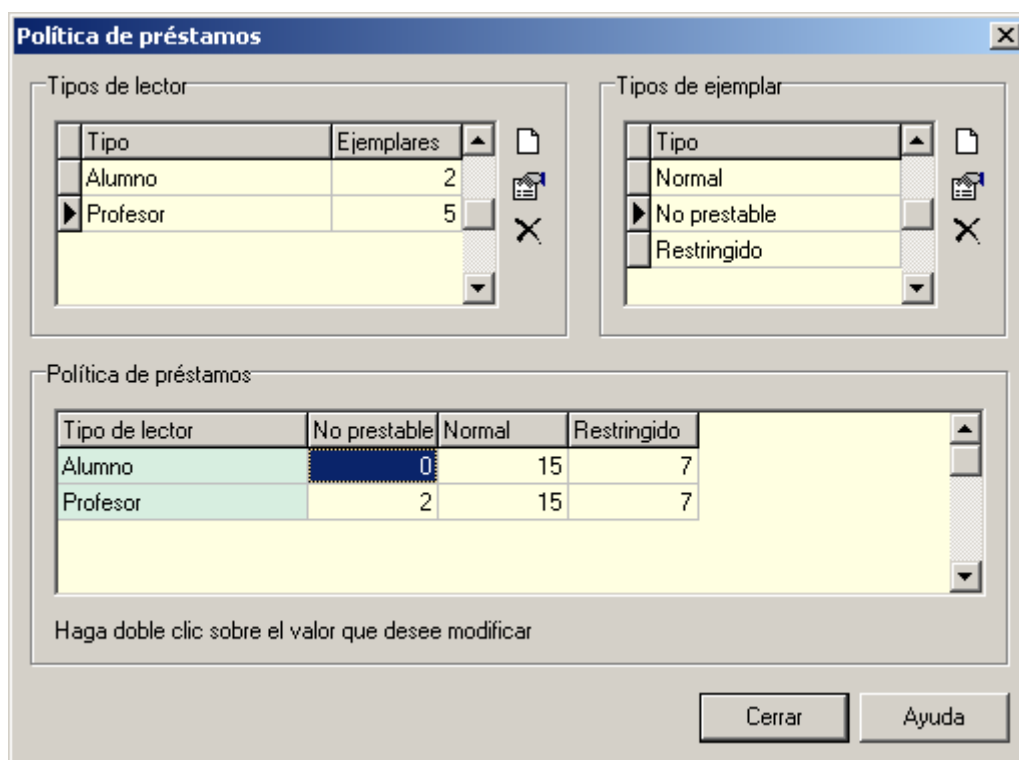 Política de préstamos
Tipos de lector
Tipo Ejemplares
Alumno 2
Profesor 5
Tipos de ejemplar
Tipo
Normal
No prestable
Restringido
Política de préstamos
Tipo de lector No prestable Normal Restringido
Alumno 0 15 7
Profesor 2 15 7
Haga doble clic sobre el valor que desee modificar
Cerrar Ayuda